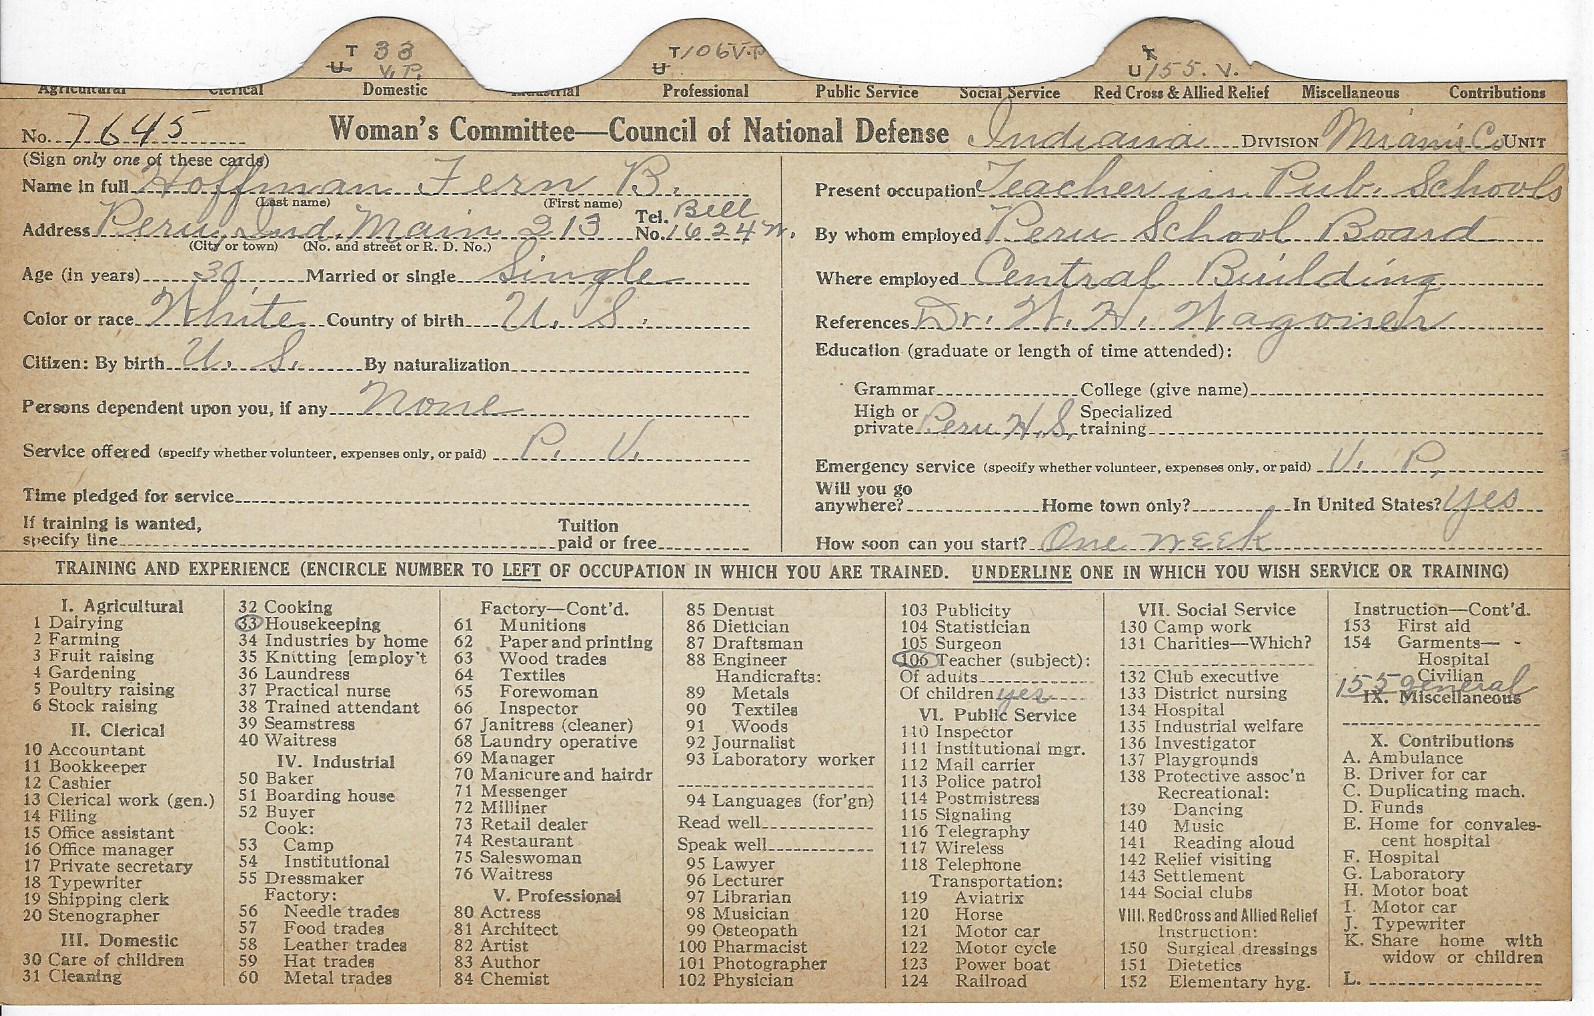 T 33
U V. P.
T 106 V.P.
U
T
U 155. V.
Agricultural Clerical Domestic Industrial Professional Public Service Social Service Red Cross & Allied Relief Miscellaneous Contributions
No. 7645 Woman's Committee—Council of National Defense Indiana DIVISION Miami Co UNIT
(Sign only one of these cards)
Name in full Hoffman Fern B.
(Last name) (First name)
Address Peru, Ind. Main 213 Tel. No. Bell 1624 W.
(City or town) (No. and street or R. D. No.)
Age (in years) 30 Married or single Single
Color or race White Country of birth U. S.
Citizen: By birth U. S. By naturalization
Persons dependent upon you, if any None
Service offered (specify whether volunteer, expenses only, or paid) P. V.
Time pledged for service
If training is wanted, specify line Tuition paid or free
Present occupation Teacher in Pub. Schools
By whom employed Peru School Board
Where employed Central Building
References Dr. W. H. Wagoner
Education (graduate or length of time attended):
Grammar College (give name)
High or private Peru H.S. Specialized training
Emergency service (specify whether volunteer, expenses only, or paid) V. P.
Will you go anywhere? Home town only? In United States? yes
How soon can you start? One week
TRAINING AND EXPERIENCE (ENCIRCLE NUMBER TO LEFT OF OCCUPATION IN WHICH YOU ARE TRAINED. UNDERLINE ONE IN WHICH YOU WISH SERVICE OR TRAINING)
I. Agricultural
1 Dairying
2 Farming
3 Fruit raising
4 Gardening
5 Poultry raising
6 Stock raising
II. Clerical
10 Accountant
11 Bookkeeper
12 Cashier
13 Clerical work (gen.)
14 Filing
15 Office assistant
16 Office manager
17 Private secretary
18 Typewriter
19 Shipping clerk
20 Stenographer
III. Domestic
30 Care of children
31 Cleaning
32 Cooking
33 Housekeeping
34 Industries by home
35 Knitting [employ't
36 Laundress
37 Practical nurse
38 Trained attendant
39 Seamstress
40 Waitress
IV. Industrial
50 Baker
51 Boarding house
52 Buyer
Cook:
53 Camp
54 Institutional
55 Dressmaker
Factory:
56 Needle trades
57 Food trades
58 Leather trades
59 Hat trades
60 Metal trades
Factory—Cont'd.
61 Munitions
62 Paper and printing
63 Wood trades
64 Textiles
65 Forewoman
66 Inspector
67 Janitress (cleaner)
68 Laundry operative
69 Manager
70 Manicure and hairdr
71 Messenger
72 Milliner
73 Retail dealer
74 Restaurant
75 Saleswoman
76 Waitress
V. Professional
80 Actress
81 Architect
82 Artist
83 Author
84 Chemist
85 Dentist
86 Dietician
87 Draftsman
88 Engineer
Handicrafts:
89 Metals
90 Textiles
91 Woods
92 Journalist
93 Laboratory worker
94 Languages (for'gn)
Read well
Speak well
95 Lawyer
96 Lecturer
97 Librarian
98 Musician
99 Osteopath
100 Pharmacist
101 Photographer
102 Physician
103 Publicity
104 Statistician
105 Surgeon
106 Teacher (subject):
Of adults
Of children yes
VI. Public Service
110 Inspector
111 Institutional mgr.
112 Mail carrier
113 Police patrol
114 Postmistress
115 Signaling
116 Telegraphy
117 Wireless
118 Telephone
Transportation:
119 Aviatrix
120 Horse
121 Motor car
122 Motor cycle
123 Power boat
124 Railroad
VII. Social Service
130 Camp work
131 Charities—Which?
132 Club executive
133 District nursing
134 Hospital
135 Industrial welfare
136 Investigator
137 Playgrounds
138 Protective assoc'n
Recreational:
139 Dancing
140 Music
141 Reading aloud
142 Relief visiting
143 Settlement
144 Social clubs
VIII. Red Cross and Allied Relief
Instruction:
150 Surgical dressings
151 Dietetics
152 Elementary hyg.
Instruction—Cont'd.
153 First aid
154 Garments—
Hospital
Civilian
155 general
IX. Miscellaneous
X. Contributions
A. Ambulance
B. Driver for car
C. Duplicating mach.
D. Funds
E. Home for convales-
cent hospital
F. Hospital
G. Laboratory
H. Motor boat
I. Motor car
J. Typewriter
K. Share home with
widow or children
L.